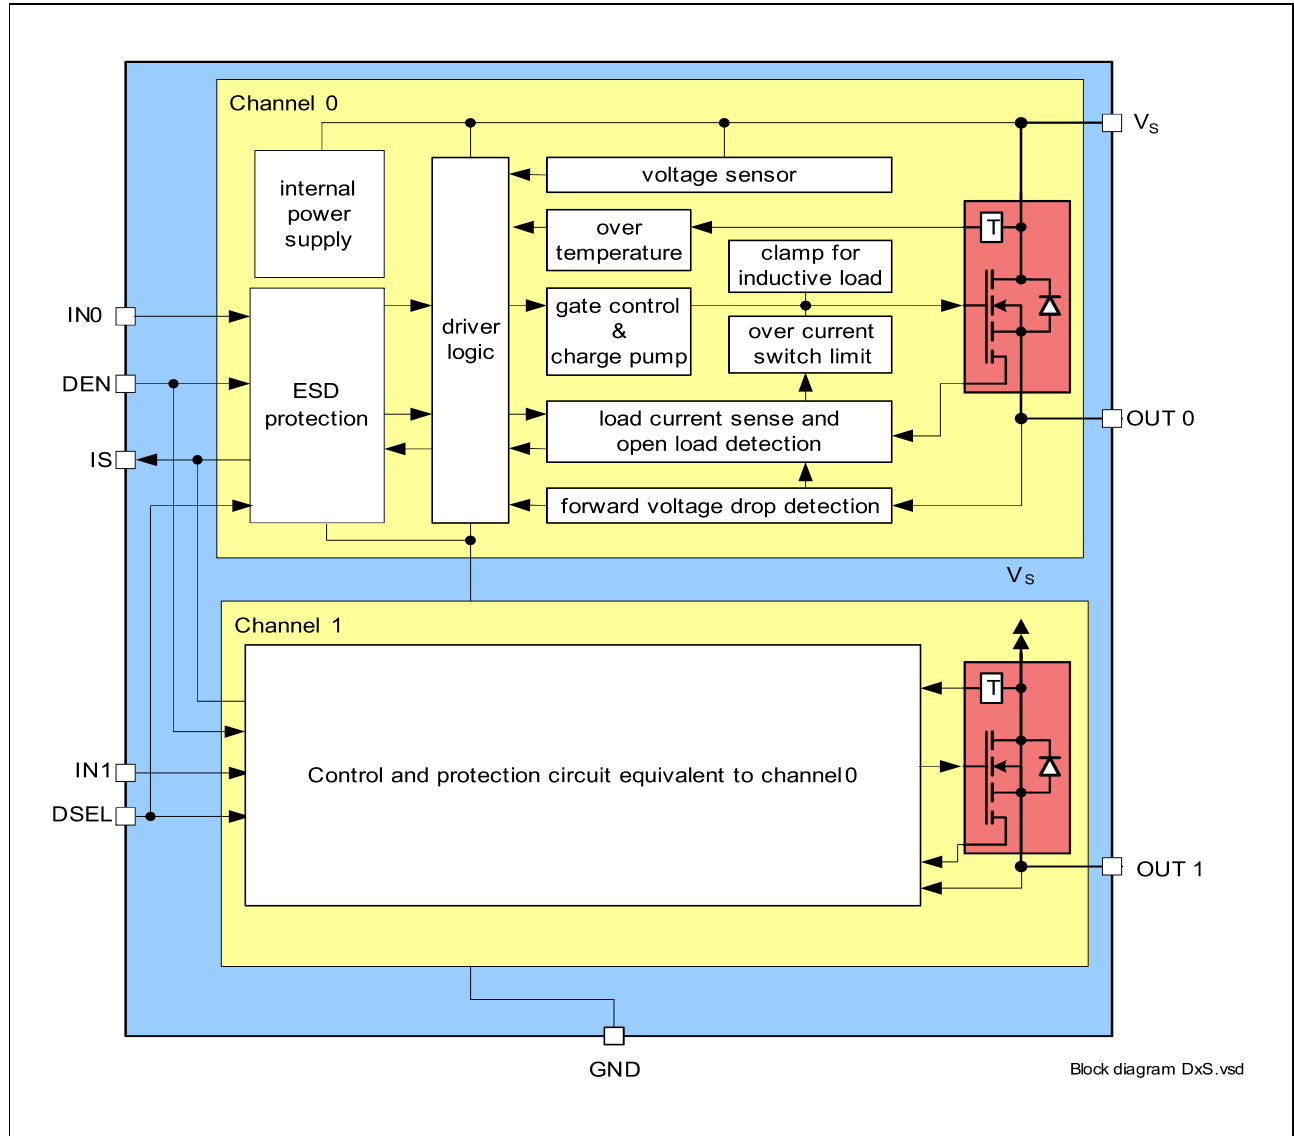 Channel 0
VS
internal
power
supply
voltage sensor
over
temperature
T
clamp for
inductive load
IN0
driver
logic
gate control
&
charge pump
over current
switch limit
DEN
ESD
protection
load current sense and
open load detection
OUT 0
IS
forward voltage drop detection
VS
Channel 1
T
IN1
Control and protection circuit equivalent to channel 0
DSEL
OUT 1
GND
Block diagram DxS.vsd